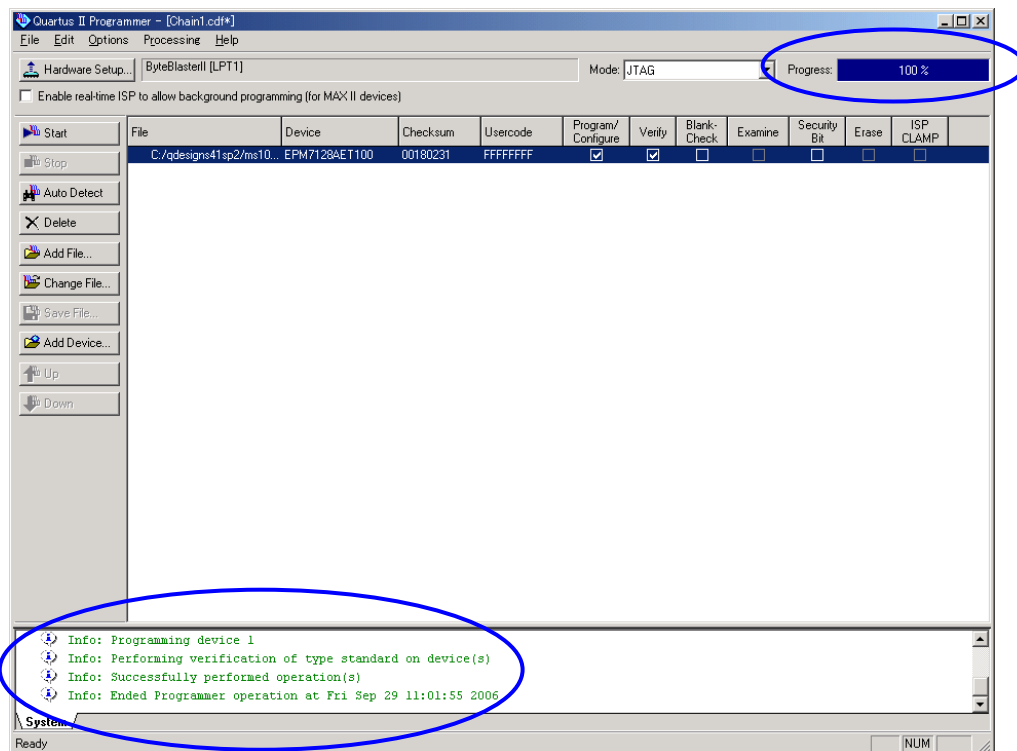 Quartus II Programmer - [Chain1.cdf*]
File Edit Options Processing Help
Hardware Setup... ByteBlasterII [LPT1] Mode: JTAG Progress: 100 %
Enable real-time ISP to allow background programming (for MAX II devices)
Start
Stop
Auto Detect
Delete
Add File...
Change File...
Save File...
Add Device...
Up
Down
File Device Checksum Usercode Program/ Configure Verify Blank- Check Examine Security Bit Erase ISP CLAMP
C:/qdesigns41sp2/ms10... EPM7128AET100 00180231 FFFFFFFF
Info: Programming device 1
Info: Performing verification of type standard on device(s)
Info: Successfully performed operation(s)
Info: Ended Programmer operation at Fri Sep 29 11:01:55 2006
System
Ready NUM